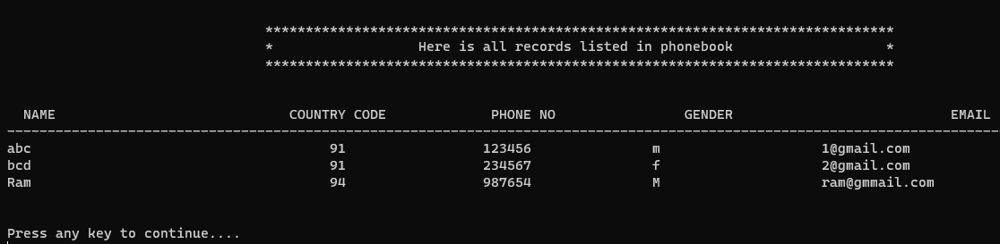 ******************************************************************************
* Here is all records listed in phonebook *
******************************************************************************
NAME COUNTRY CODE PHONE NO GENDER EMAIL
----------------------------------------------------------------------------------------------------------------------------
abc 91 123456 m 1@gmail.com
bcd 91 234567 f 2@gmail.com
Ram 94 987654 M ram@gmmail.com
Press any key to continue....